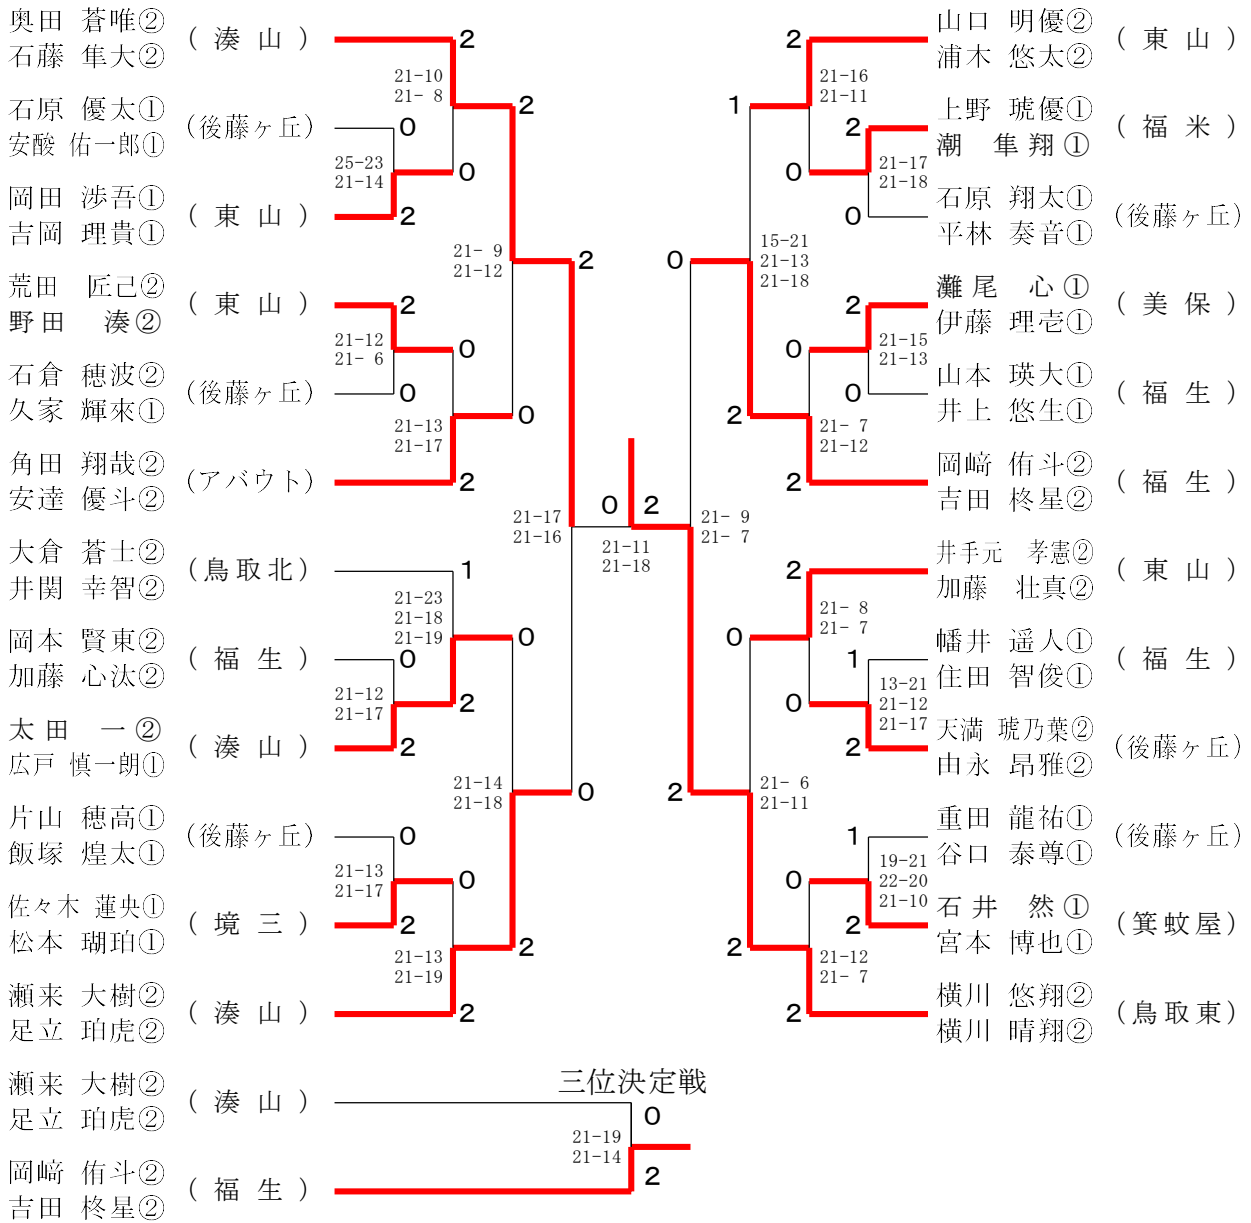 奥田 蒼唯②
石藤 隼大②
( 湊 山 )
2
21-10
21- 8
2
石原 優太①
安酸 佑一郎①
(後藤ヶ丘)
0
25-23
21-14
0
岡田 渉吾①
吉岡 理貴①
( 東 山 )
2
21- 9
21-12
2
荒田 匠己②
野田 湊②
( 東 山 )
2
21-12
21- 6
0
石倉 穂波②
久家 輝來①
(後藤ヶ丘)
0
21-13
21-17
0
角田 翔哉②
安達 優斗②
(アバウト)
2
21-17
21-16
大倉 蒼士②
井関 幸智②
(鳥取北)
1
21-23
21-18
21-19
0
岡本 賢東②
加藤 心汰②
( 福 生 )
0
21-12
21-17
2
太田 一②
広戸 慎一朗①
( 湊 山 )
2
21-14
21-18
0
片山 穂高①
飯塚 煌太①
(後藤ヶ丘)
0
21-13
21-17
0
佐々木 蓮央①
松本 瑚珀①
( 境 三 )
2
21-13
21-19
2
瀬来 大樹②
足立 珀虎②
( 湊 山 )
2
0
2
21-11
21-18
2
山口 明優②
浦木 悠太②
( 東 山 )
21-16
21-11
1
2
上野 琥優①
潮 隼翔①
( 福 米 )
21-17
21-18
0
0
石原 翔太①
平林 奏音①
(後藤ヶ丘)
0
15-21
21-13
21-18
2
灘尾 心①
伊藤 理壱①
( 美 保 )
0
21-15
21-13
0
山本 瑛大①
井上 悠生①
( 福 生 )
2
21- 7
21-12
2
岡﨑 侑斗②
吉田 柊星②
( 福 生 )
21- 9
21- 7
2
井手元 孝憲②
加藤 壮真②
( 東 山 )
21- 8
21- 7
0
1
幡井 遥人①
住田 智俊①
( 福 生 )
13-21
21-12
21-17
0
2
天満 琥乃葉②
由永 昂雅②
(後藤ヶ丘)
2
21- 6
21-11
1
重田 龍祐①
谷口 泰尊①
(後藤ヶ丘)
19-21
22-20
21-10
0
2
石井 然①
宮本 博也①
(箕蚊屋)
2
21-12
21- 7
2
横川 悠翔②
横川 晴翔②
(鳥取東)
三位決定戦
瀬来 大樹②
足立 珀虎②
( 湊 山 )
0
21-19
21-14
岡﨑 侑斗②
吉田 柊星②
( 福 生 )
2